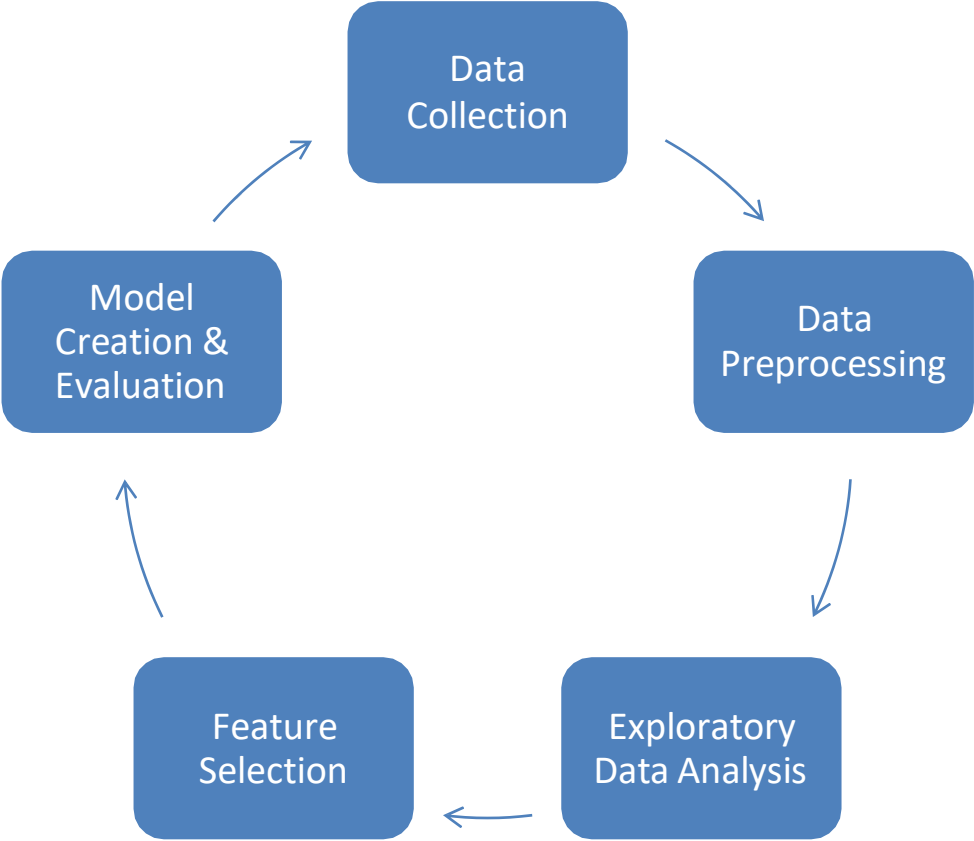 Data
Collection
Data
Preprocessing
Exploratory
Data Analysis
Feature
Selection
Model
Creation &
Evaluation